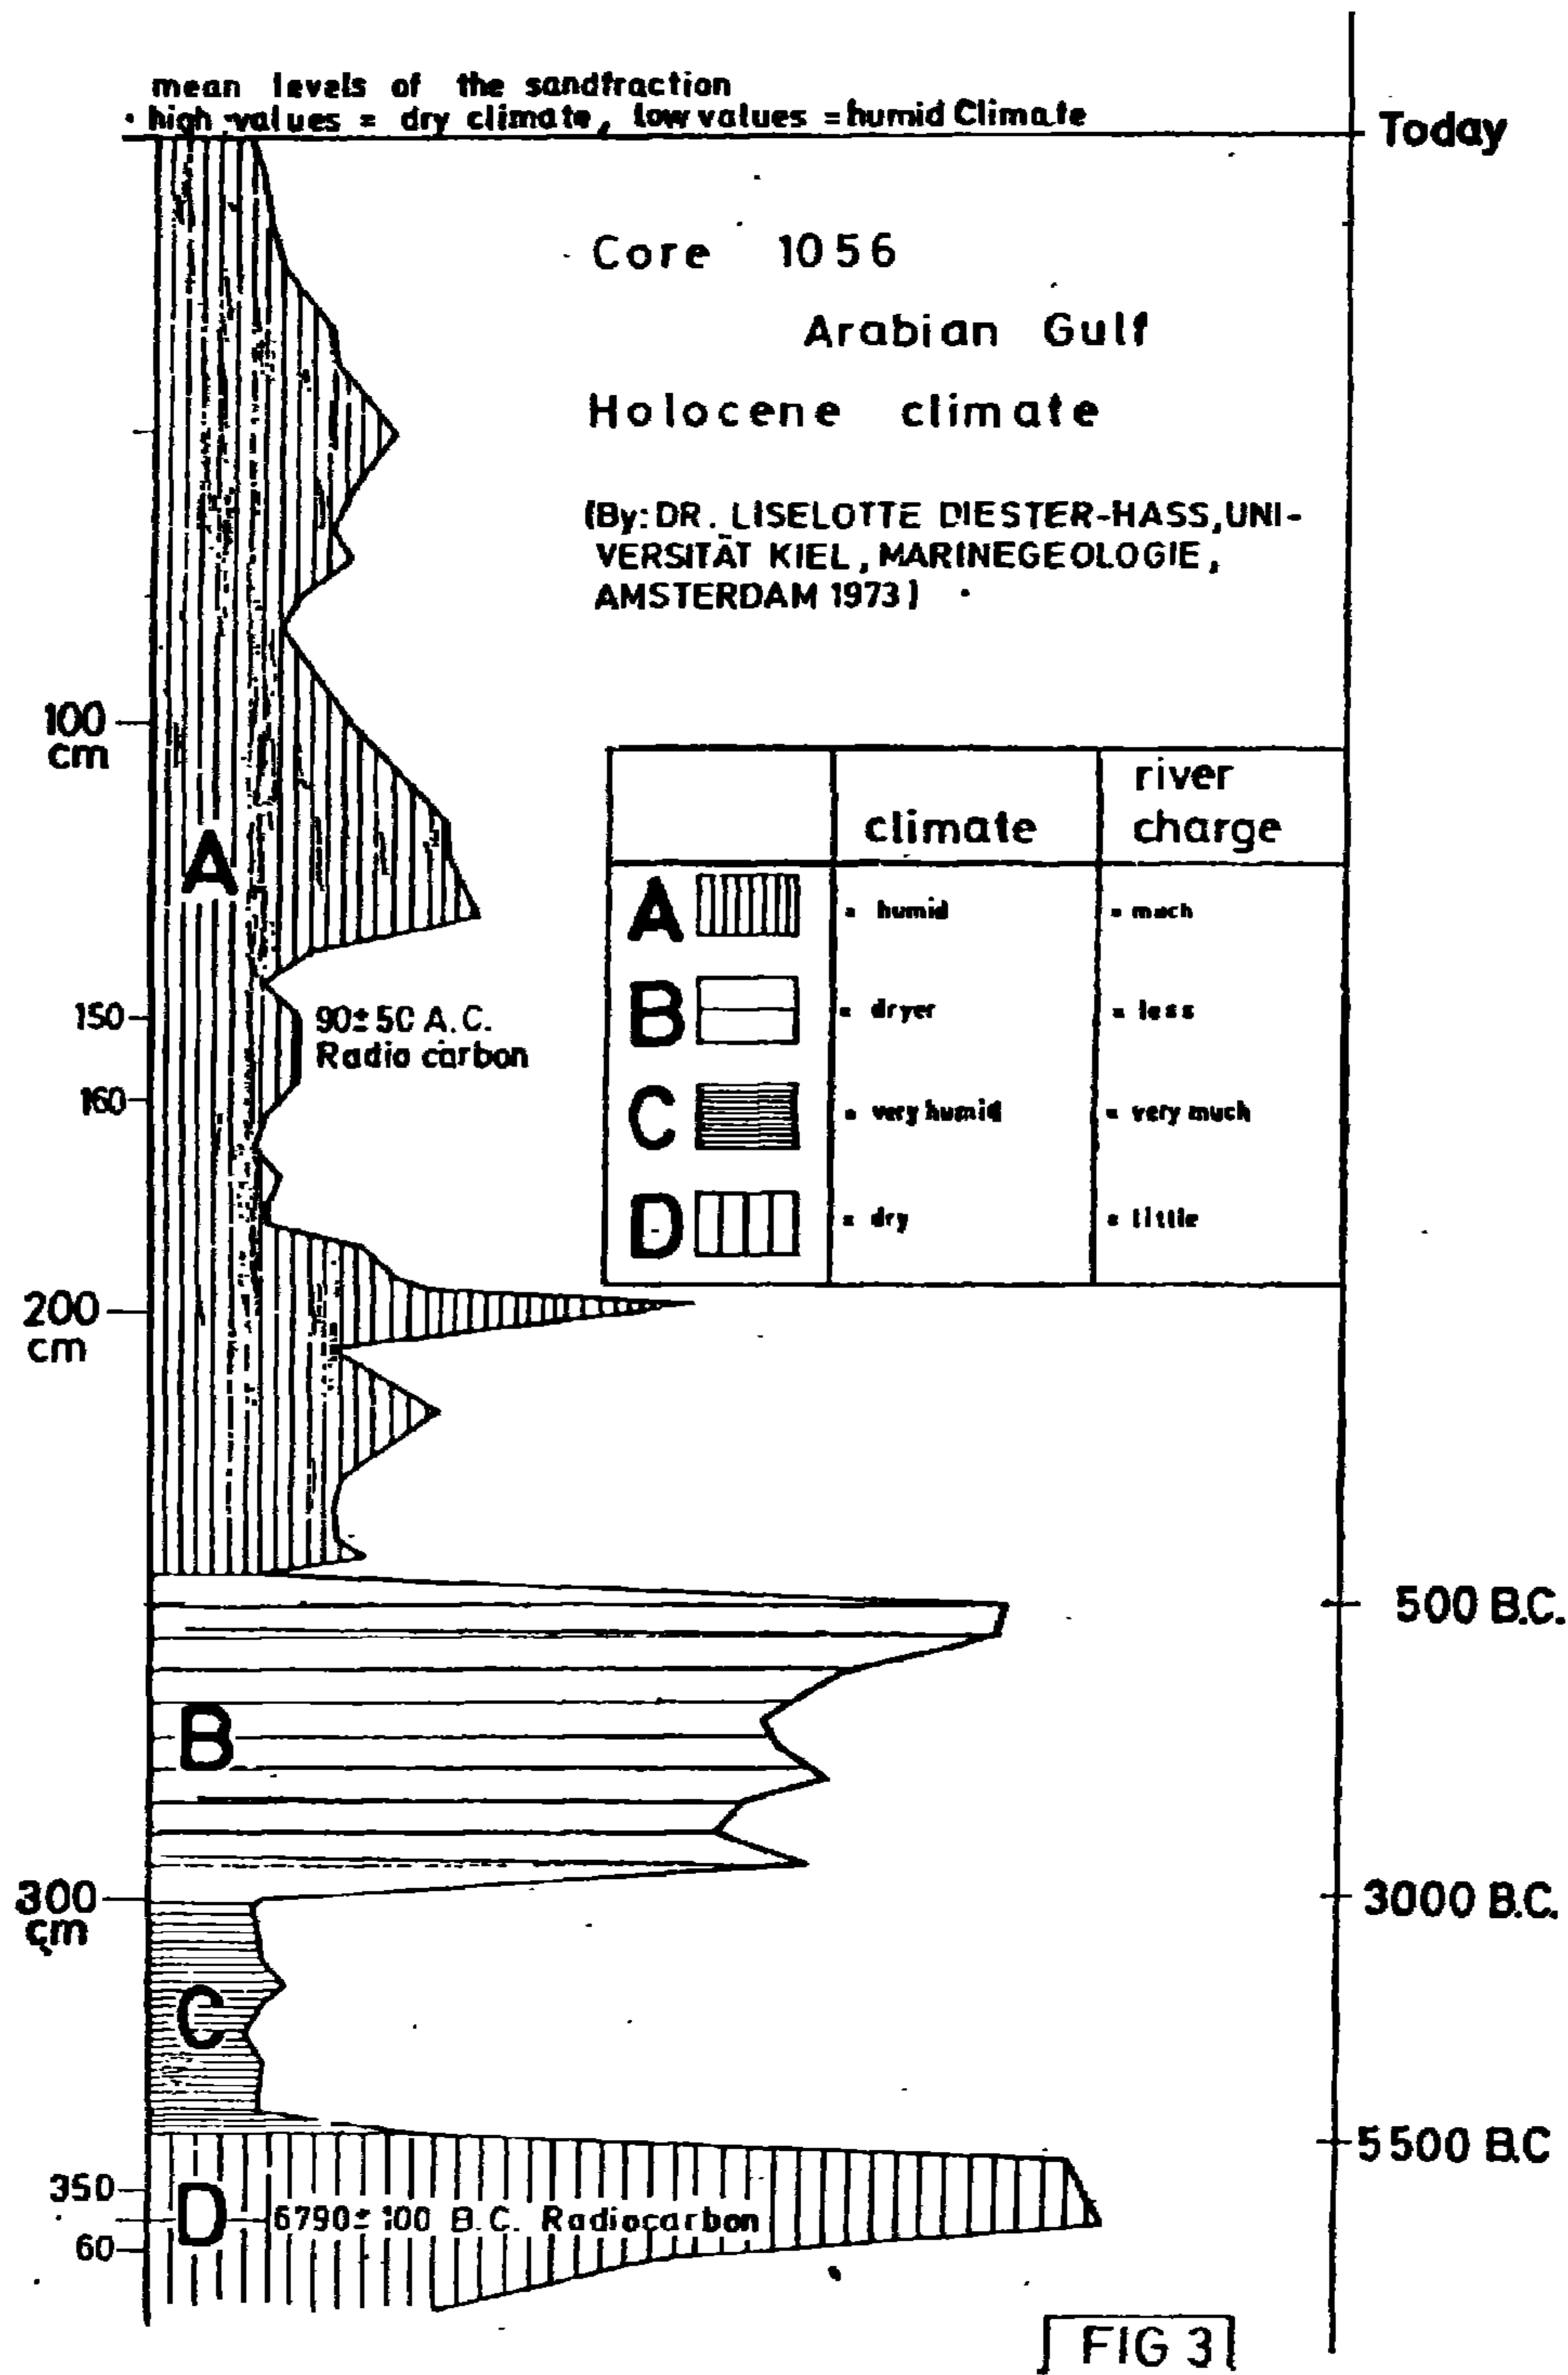 mean levels of the sandfraction
high values = dry climate, low values = humid Climate
Today
Core 1056
Arabian Gulf
Holocene climate
(By: DR. LISELOTTE DIESTER-HASS, UNI-
VERSITÄT KIEL, MARINEGEOLOGIE,
AMSTERDAM 1973)
100
cm
river
climate charge
A = humid = much
B = dryer = less
C = very humid = very much
D = dry = little
A
150
90±50 A.C.
Radio carbon
160
200
cm
500 B.C.
B
300
cm
3000 B.C.
C
5500 B.C
350
D
6790±100 B.C. Radiocarbon
60
FIG 3